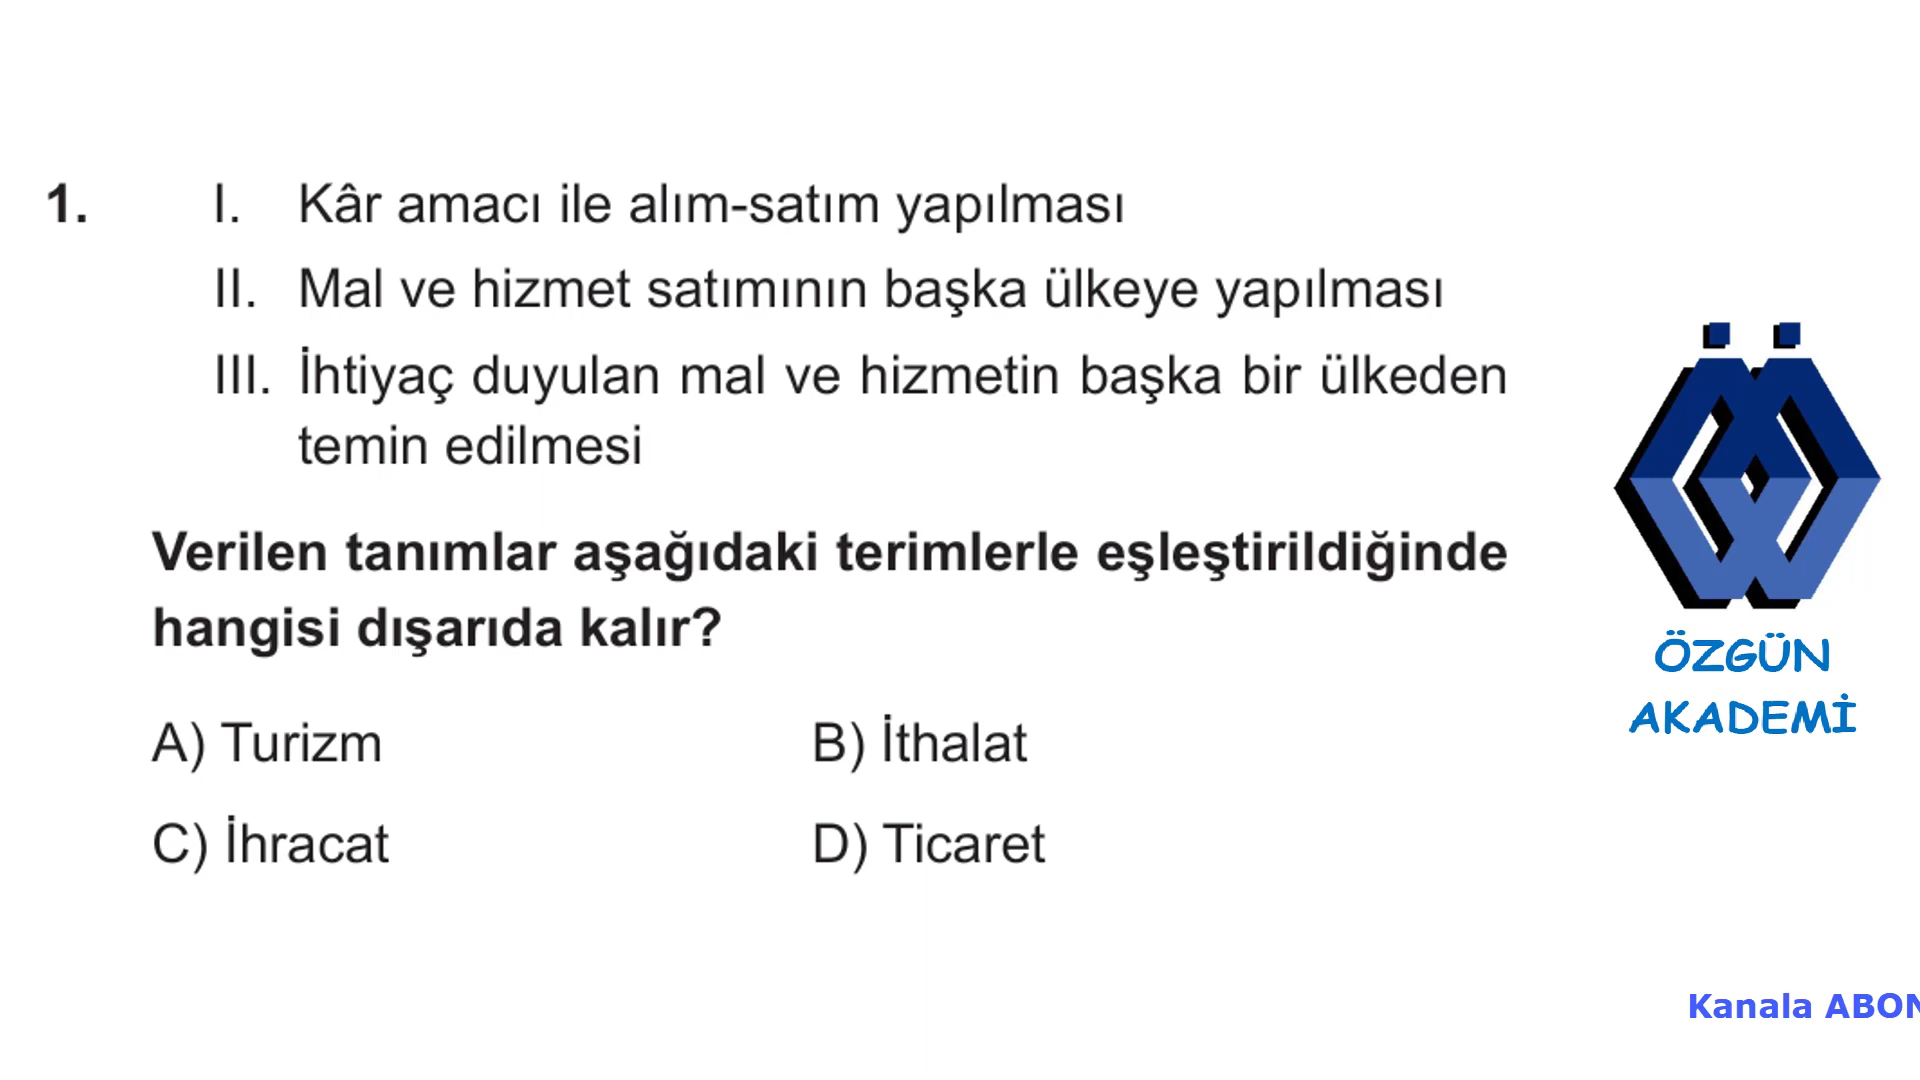 1. I. Kâr amacı ile alım-satım yapılması
II. Mal ve hizmet satımının başka ülkeye yapılması
III. İhtiyaç duyulan mal ve hizmetin başka bir ülkeden
temin edilmesi
Verilen tanımlar aşağıdaki terimlerle eşleştirildiğinde
hangisi dışarıda kalır?
A) Turizm B) İthalat
C) İhracat D) Ticaret
ÖZGÜN
AKADEMİ
Kanala ABON